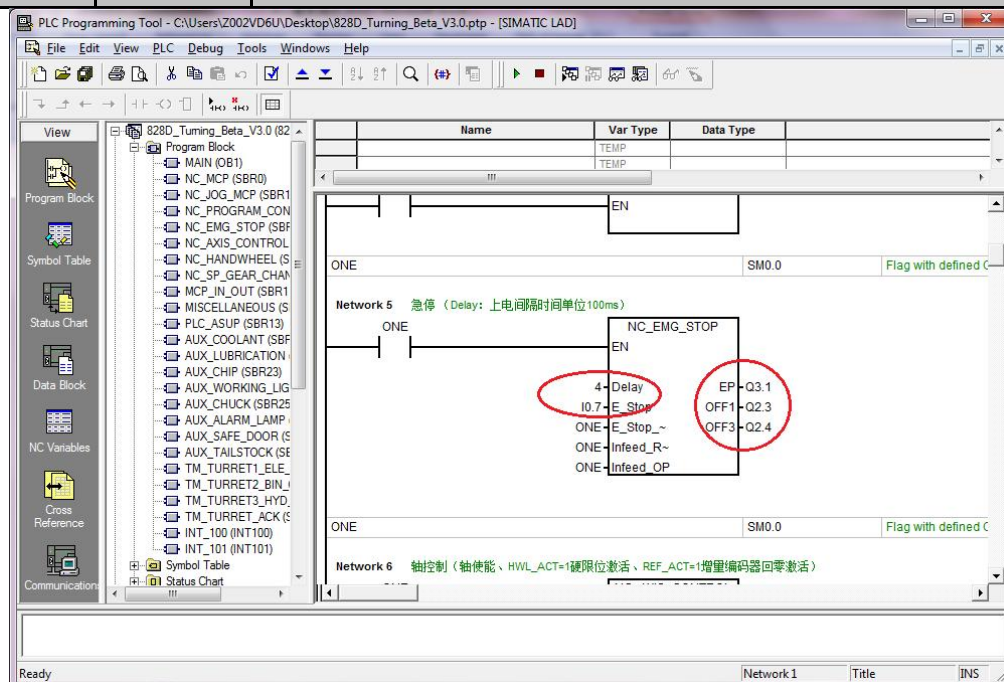 PLC Programming Tool - C:\Users\Z002VD6U\Desktop\828D_Turning_Beta_V3.0.ptp - [SIMATIC LAD]
File Edit View PLC Debug Tools Windows Help
View
Program Block
Symbol Table
Status Chart
Data Block
NC Variables
Cross Reference
Communication
828D_Turning_Beta_V3.0 (82
Program Block
MAIN (OB1)
NC_MCP (SBR0)
NC_JOG_MCP (SBR1
NC_PROGRAM_CON
NC_EMG_STOP (SBF
NC_AXIS_CONTROL
NC_HANDWHEEL (S
NC_SP_GEAR_CHAN
MCP_IN_OUT (SBR1
MISCELLANEOUS (S
PLC_ASUP (SBR13)
AUX_COOLANT (SBF
AUX_LUBRICATION
AUX_CHIP (SBR23)
AUX_WORKING_LIG
AUX_CHUCK (SBR25
AUX_ALARM_LAMP
AUX_SAFE_DOOR (S
AUX_TAILSTOCK (SE
TM_TURRET1_ELE_
TM_TURRET2_BIN_
TM_TURRET3_HYD_
TM_TURRET_ACK (S
INT_100 (INT100)
INT_101 (INT101)
Symbol Table
Status Chart
Name Var Type Data Type
TEMP
TEMP
EN
ONE SM0.0 Flag with defined
Network 5 急停（Delay: 上电间隔时间单位100ms）
ONE NC_EMG_STOP
EN
4 Delay EP Q3.1
I0.7 E_Stop OFF1 Q2.3
ONE E_Stop_~ OFF3 Q2.4
ONE Infeed_R~
ONE Infeed_OP
ONE SM0.0 Flag with defined
Network 6 轴控制（轴使能、HWL_ACT=1硬限位激活、REF_ACT=1增量编码器回零激活）
Ready Network 1 Title INS